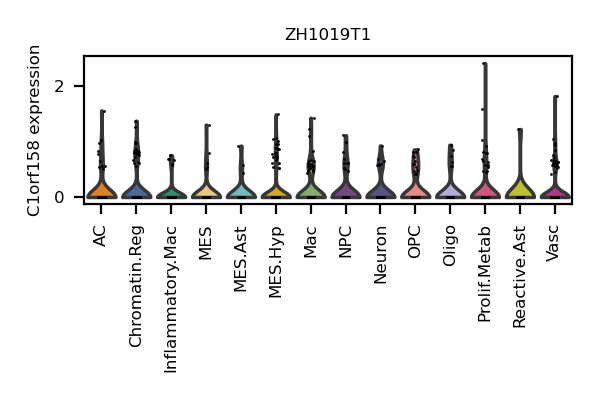 ZH1019T1
C1orf158 expression
2
0
AC
Chromatin.Reg
Inflammatory.Mac
MES
MES.Ast
MES.Hyp
Mac
NPC
Neuron
OPC
Oligo
Prolif.Metab
Reactive.Ast
Vasc